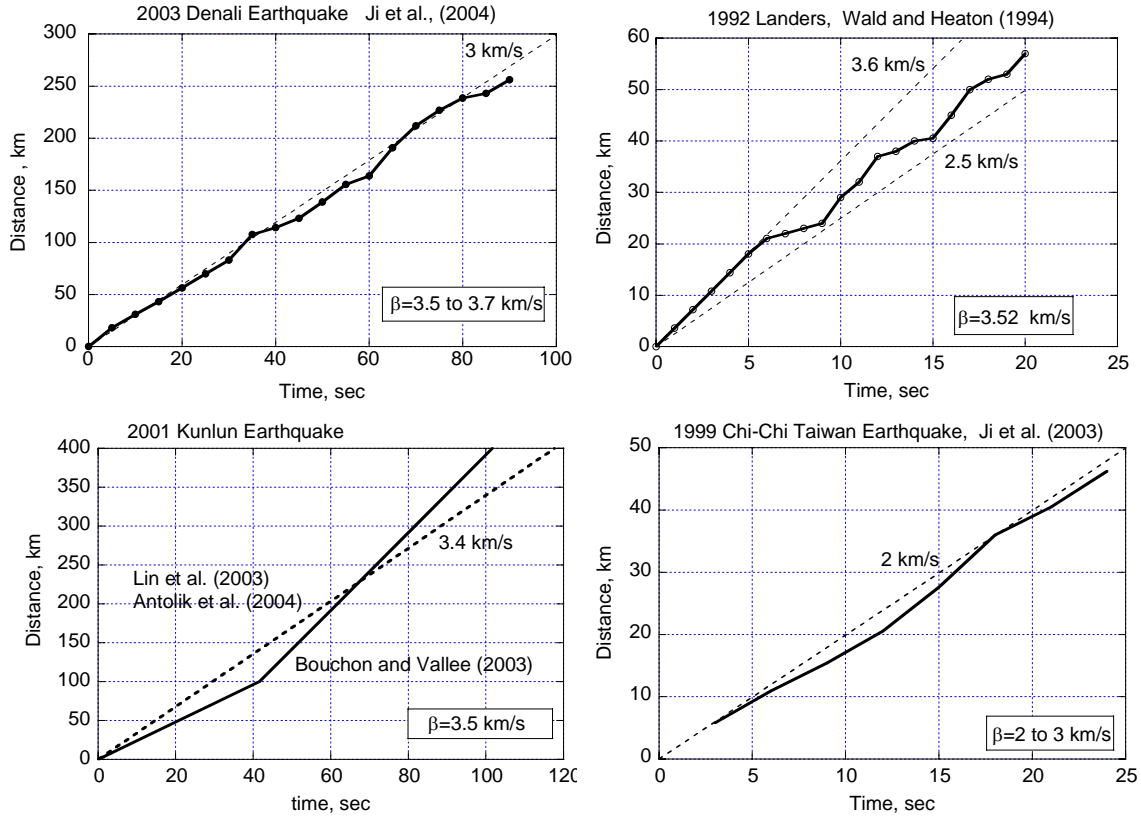 2003 Denali Earthquake Ji et al., (2004)
300
250
200
150
100
50
0
Distance , km
3 km/s
β=3.5 to 3.7 km/s
0 20 40 60 80 100
Time, sec
1992 Landers, Wald and Heaton (1994)
60
50
40
30
20
10
0
Distance, km
3.6 km/s
2.5 km/s
β=3.52 km/s
0 5 10 15 20 25
Time, sec
2001 Kunlun Earthquake
400
350
300
250
200
150
100
50
0
Distance, km
3.4 km/s
Lin et al. (2003)
Antolik et al. (2004)
Bouchon and Vallee (2003)
β=3.5 km/s
0 20 40 60 80 100 120
time, sec
1999 Chi-Chi Taiwan Earthquake, Ji et al. (2003)
50
40
30
20
10
0
Distance, km
2 km/s
β=2 to 3 km/s
0 5 10 15 20 25
Time, sec